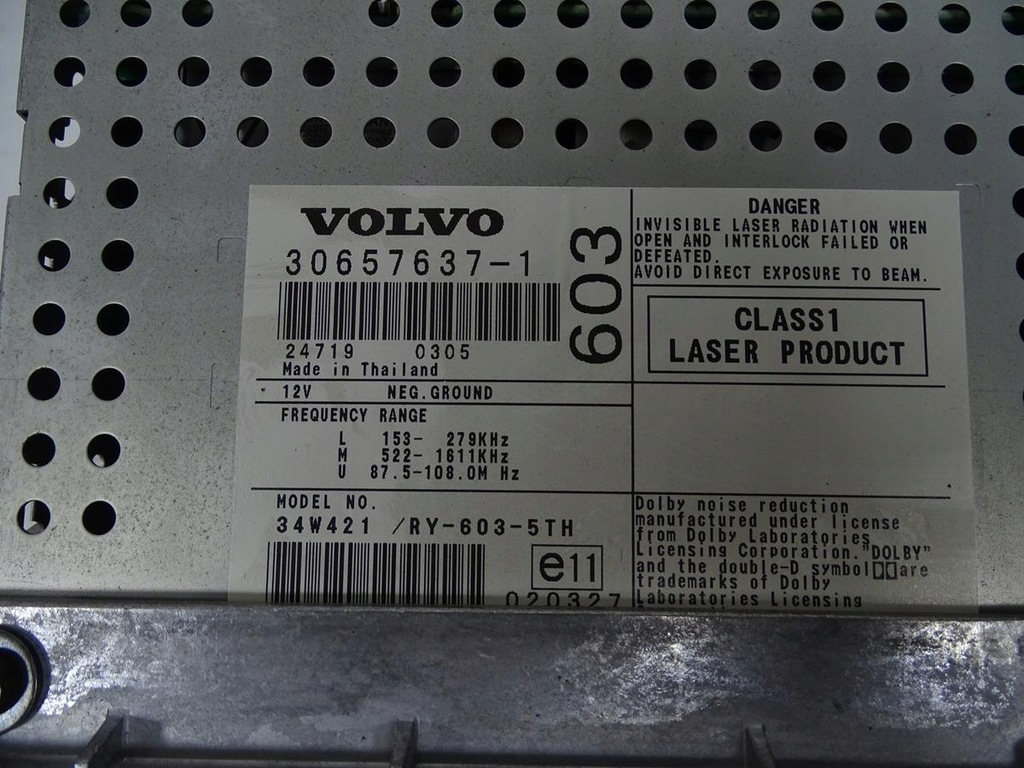 VOLVO
30657637-1
603
24719 0305
Made in Thailand
12V NEG.GROUND
FREQUENCY RANGE
L 153- 279KHz
M 522- 1611KHz
U 87.5-108.0M Hz
MODEL NO.
34W421 /RY-603-5TH
e11
020327
DANGER
INVISIBLE LASER RADIATION WHEN
OPEN AND INTERLOCK FAILED OR
DEFEATED.
AVOID DIRECT EXPOSURE TO BEAM.
CLASS1
LASER PRODUCT
Dolby noise reduction
manufactured under license
from Dolby Laboratories
Licensing Corporation."DOLBY"
and the double-D symbol are
trademarks of Dolby
Laboratories Licensing